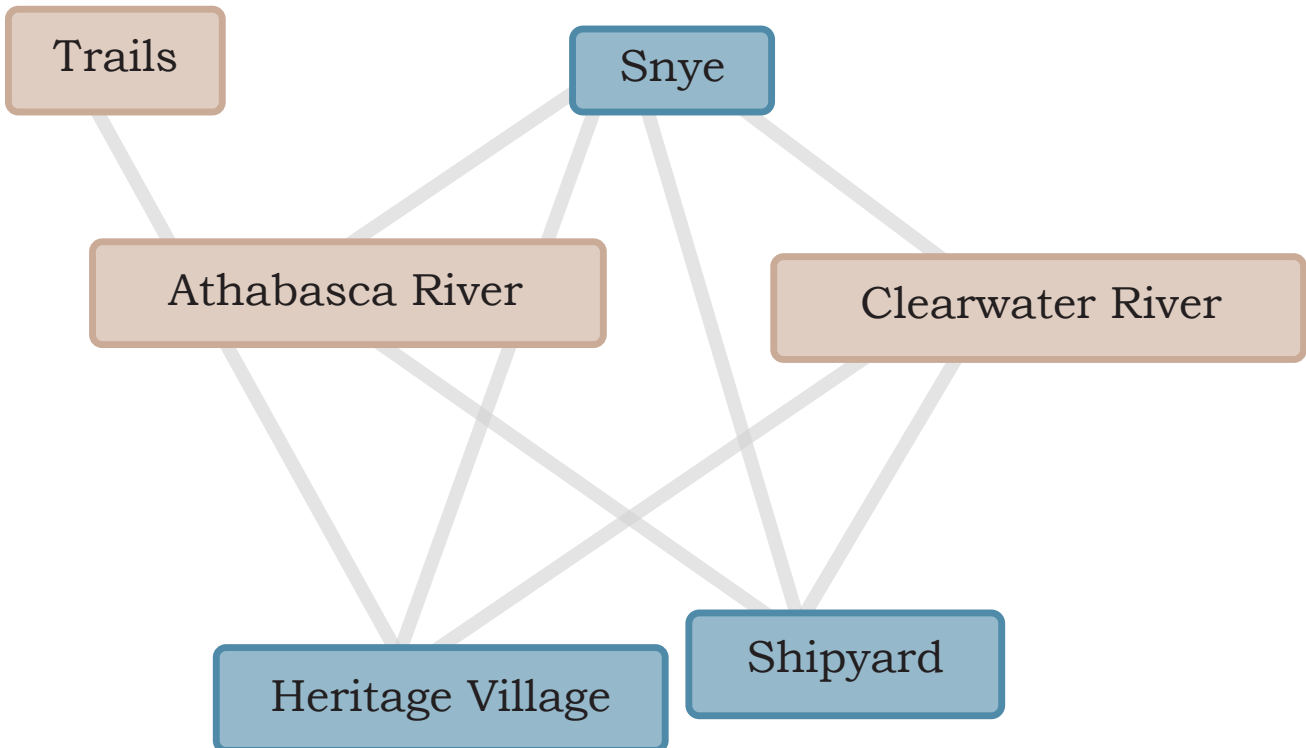 Trails
Snye
Athabasca River
Clearwater River
Shipyard
Heritage Village